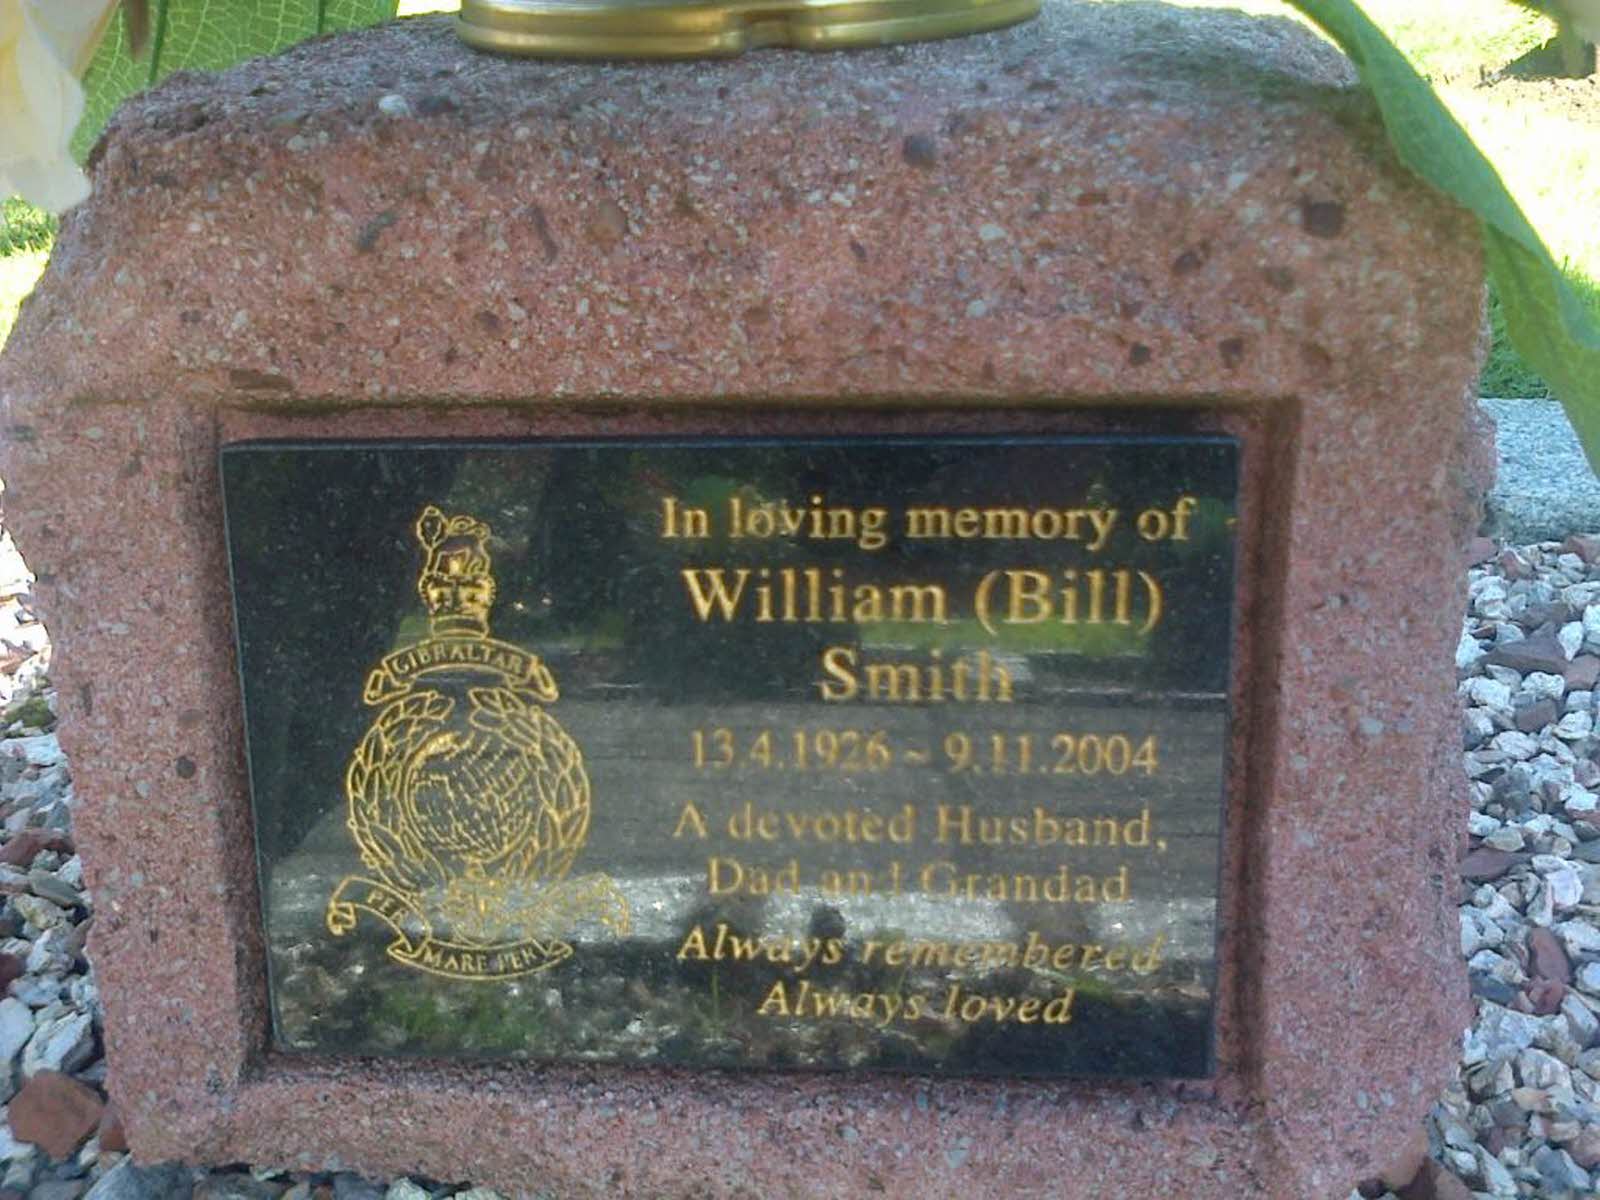 In loving memory of
William (Bill)
Smith
13.4.1926 ~ 9.11.2004
A devoted Husband,
Dad and Grandad
Always remembered
Always loved
GIBRALTAR
PER
MARE PER